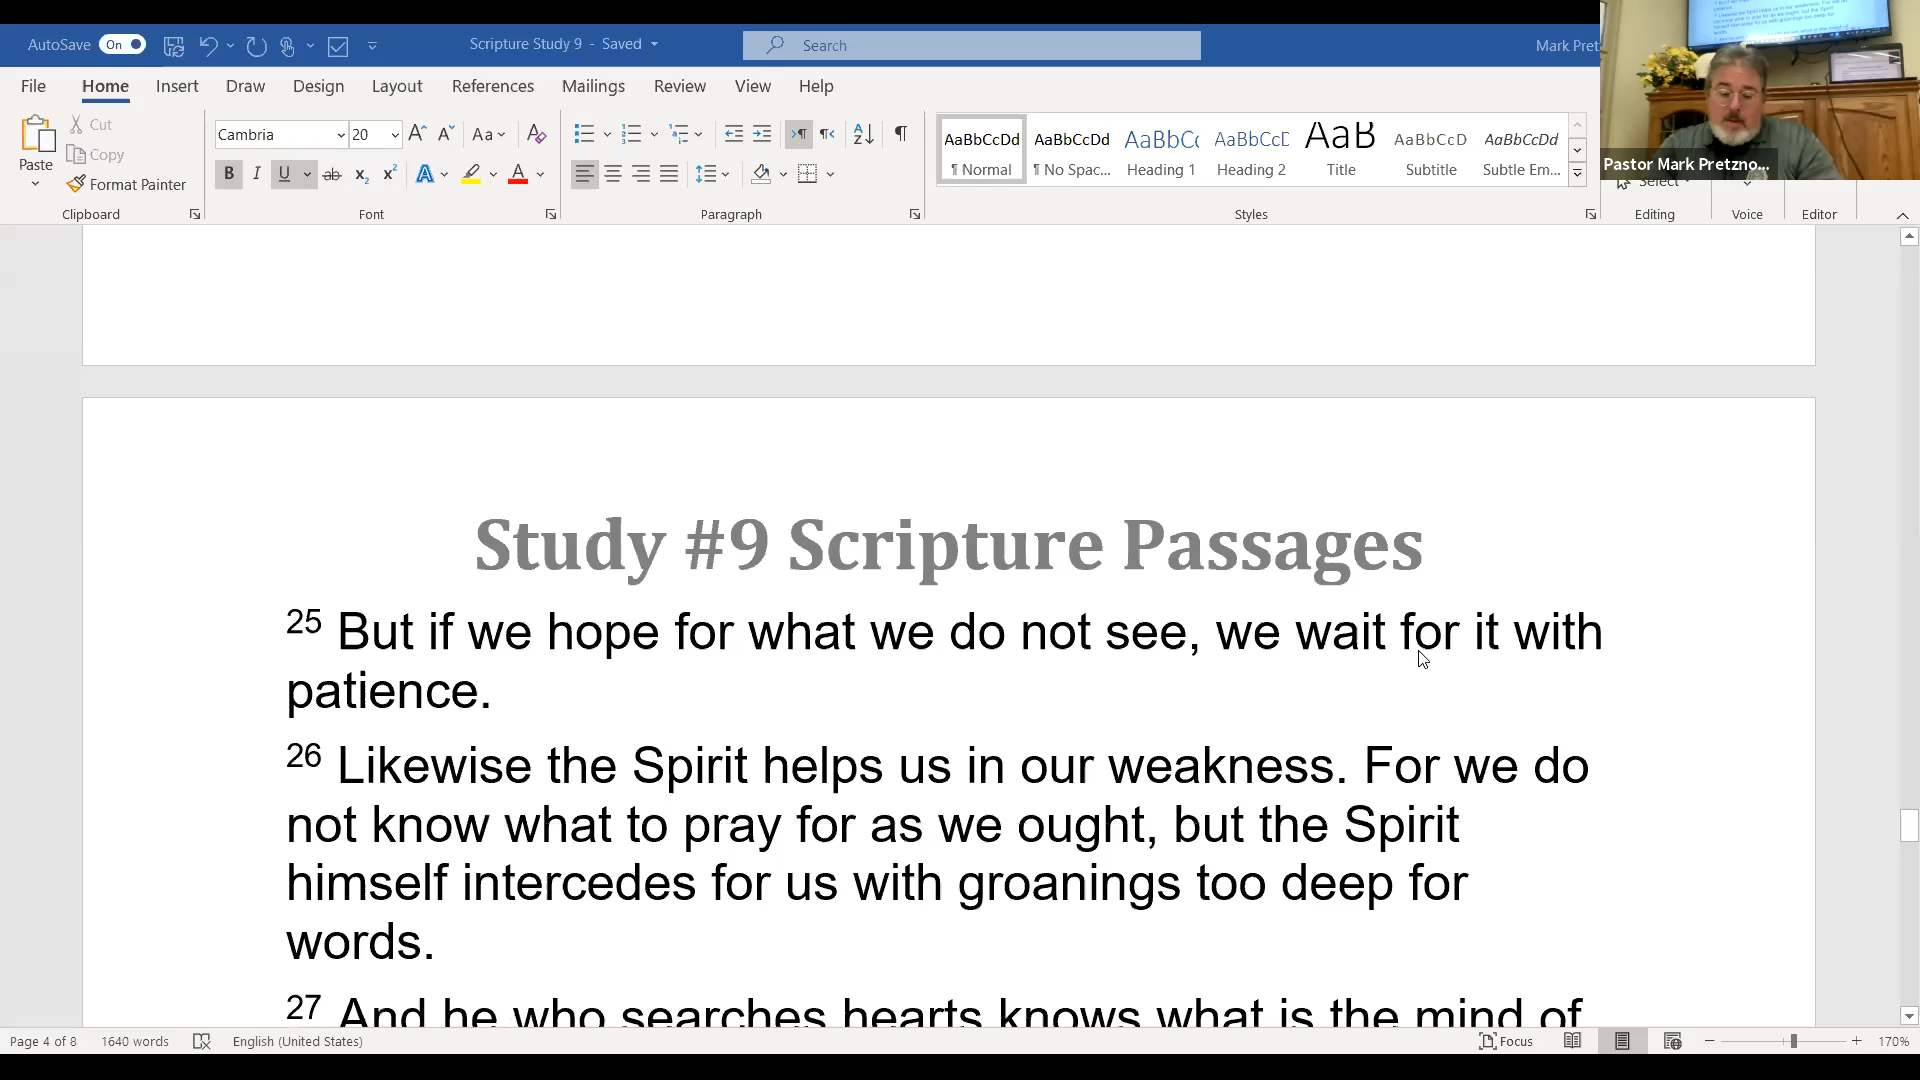 AutoSave On Scripture Study 9 - Saved Search Mark Pret
File Home Insert Draw Design Layout References Mailings Review View Help
Paste
Cut
Copy
Format Painter
Clipboard
Cambria 20
Font
Paragraph
AaBbCcDd AaBbCcDd AaBbCc AaBbCcD AaB AaBbCcD AaBbCcDd
¶ Normal ¶ No Spac... Heading 1 Heading 2 Title Subtitle Subtle Em...
Styles
Pastor Mark Pretzno...
Select
Editing Voice Editor
Study #9 Scripture Passages
25 But if we hope for what we do not see, we wait for it with
patience.
26 Likewise the Spirit helps us in our weakness. For we do
not know what to pray for as we ought, but the Spirit
himself intercedes for us with groanings too deep for
words.
27 And he who searches hearts knows what is the mind of
Page 4 of 8 1640 words English (United States) Focus 170%